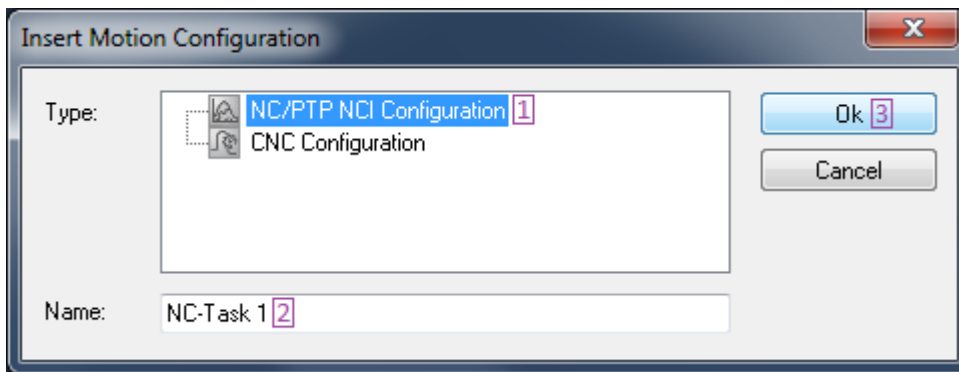 Insert Motion Configuration
x
Type:
NC/PTP NCI Configuration 1
CNC Configuration
Ok 3
Cancel
Name:
NC-Task 1 2